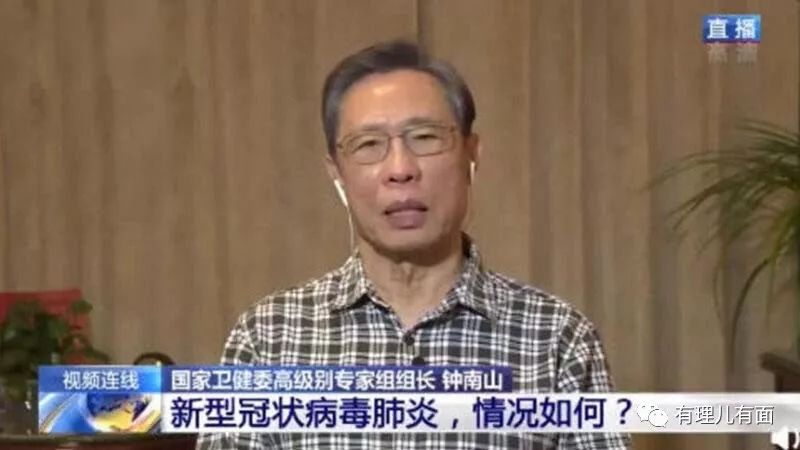 直播
高清
视频连线
国家卫健委高级别专家组组长 钟南山
新型冠状病毒肺炎，情况如何？
有理儿有面